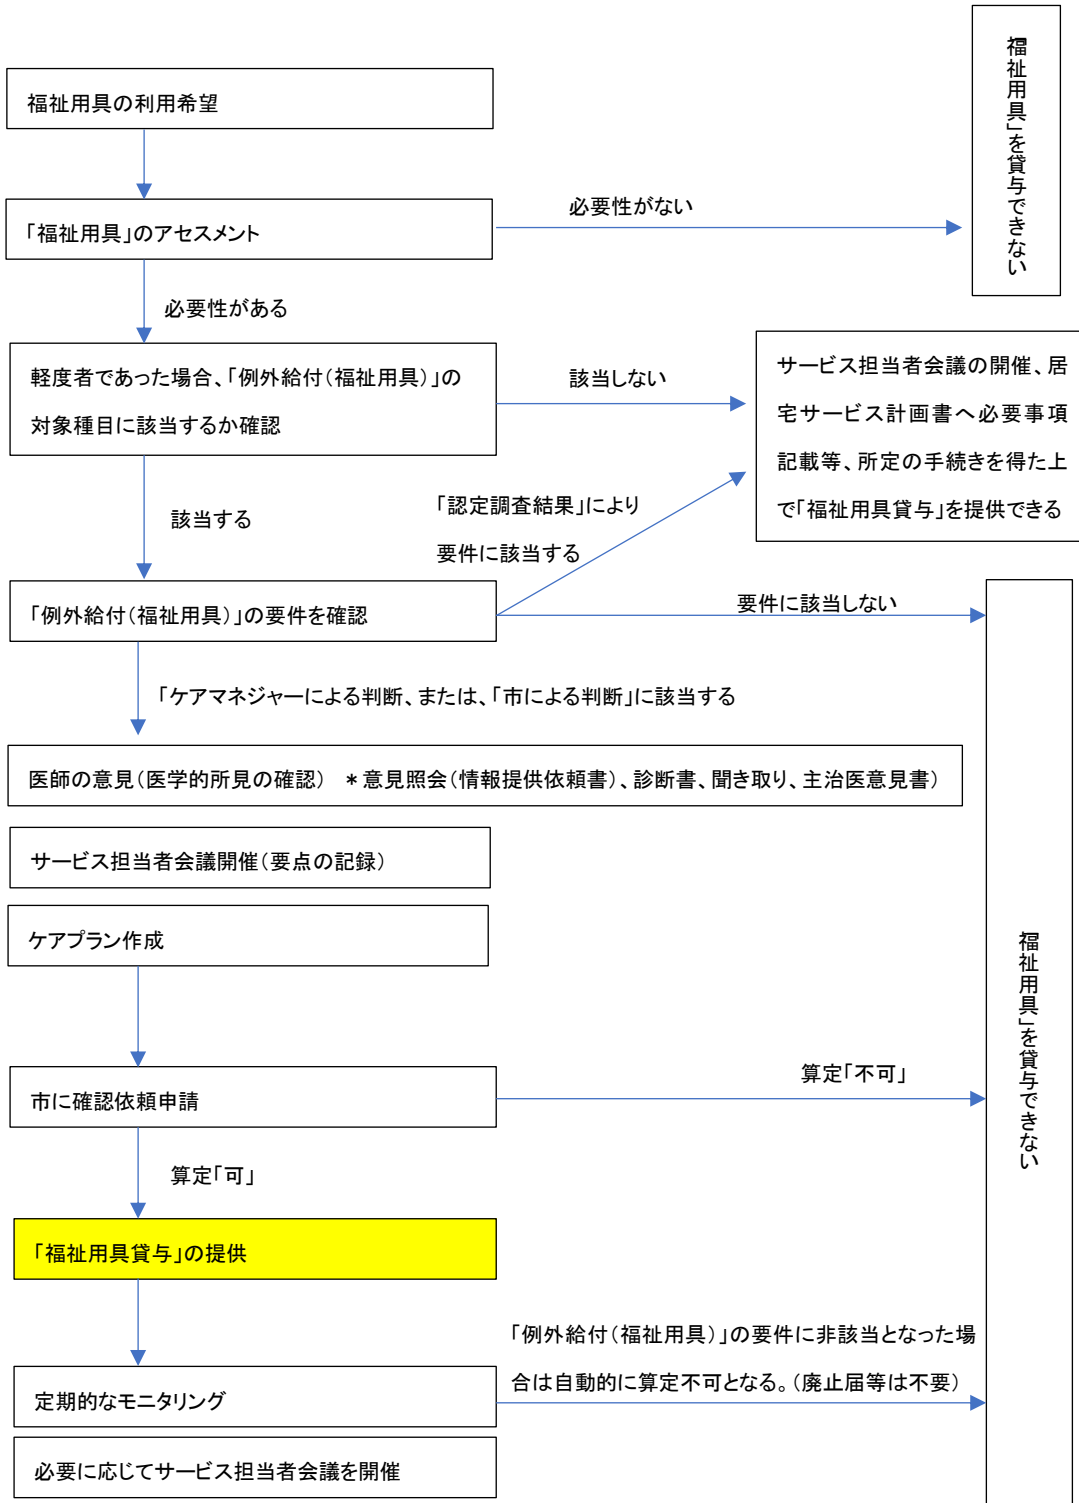 「福祉用具」を貸与できない
福祉用具の利用希望
「福祉用具」のアセスメント
必要性がない
必要性がある
軽度者であった場合、「例外給付（福祉用具）」の
対象種目に該当するか確認
該当しない
サービス担当者会議の開催、居
宅サービス計画書へ必要事項
記載等、所定の手続きを得た上
で「福祉用具貸与」を提供できる
該当する
「認定調査結果」により
要件に該当する
「例外給付（福祉用具）」の要件を確認
要件に該当しない
「ケアマネジャーによる判断、または、「市による判断」に該当する
医師の意見（医学的所見の確認）　＊意見照会（情報提供依頼書）、診断書、聞き取り、主治医意見書）
サービス担当者会議開催（要点の記録）
ケアプラン作成
「福祉用具」を貸与できない
市に確認依頼申請
算定「不可」
算定「可」
「福祉用具貸与」の提供
「例外給付（福祉用具）」の要件に非該当となった場
合は自動的に算定不可となる。（廃止届等は不要）
定期的なモニタリング
必要に応じてサービス担当者会議を開催